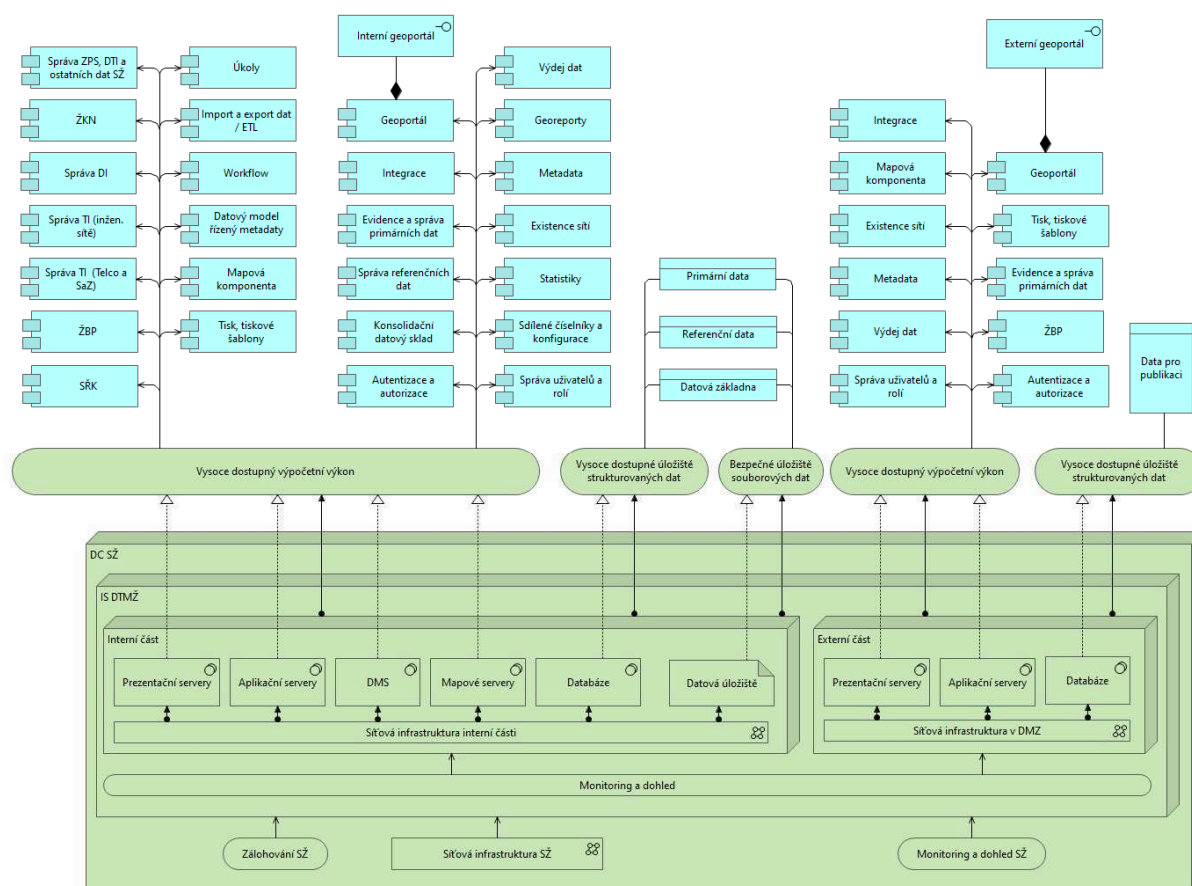 Interní geoportál
Externí geoportál
Správa ZPS, DTI a
ostatních dat SŽ
Úkoly
Výdej dat
ŽKN
Import a export dat
/ ETL
Geoportál
Georeporty
Integrace
Správa DI
Workflow
Integrace
Metadata
Mapová
komponenta
Geoportál
Správa TI (inžen.
sítě)
Datový model
řízený metadaty
Evidence a správa
primárních dat
Existence sítí
Existence sítí
Tisk, tiskové
šablony
Správa TI (Telco a
SaZ)
Mapová
komponenta
Správa referenčních
dat
Statistiky
Primární data
Metadata
Evidence a správa
primárních dat
ŽBP
Tisk, tiskové
šablony
Konsolidační
datový sklad
Sdílené číselníky a
konfigurace
Referenční data
Výdej dat
ŽBP
Data pro
publikaci
SŘK
Autentizace a
autorizace
Správa uživatelů a
rolí
Datová základna
Správa uživatelů a
rolí
Autentizace a
autorizace
Vysoce dostupný výpočetní výkon
Vysoce dostupné úložiště
strukturovaných dat
Bezpečné úložiště
souborových dat
Vysoce dostupný výpočetní výkon
Vysoce dostupné úložiště
strukturovaných dat
DC SŽ
IS DTMŽ
Interní část
Externí část
Prezentační servery
Aplikační servery
DMS
Mapové servery
Databáze
Datová úložiště
Prezentační servery
Aplikační servery
Databáze
Síťová infrastruktura interní části
Síťová infrastruktura v DMZ
Monitoring a dohled
Zálohování SŽ
Síťová infrastruktura SŽ
Monitoring a dohled SŽ